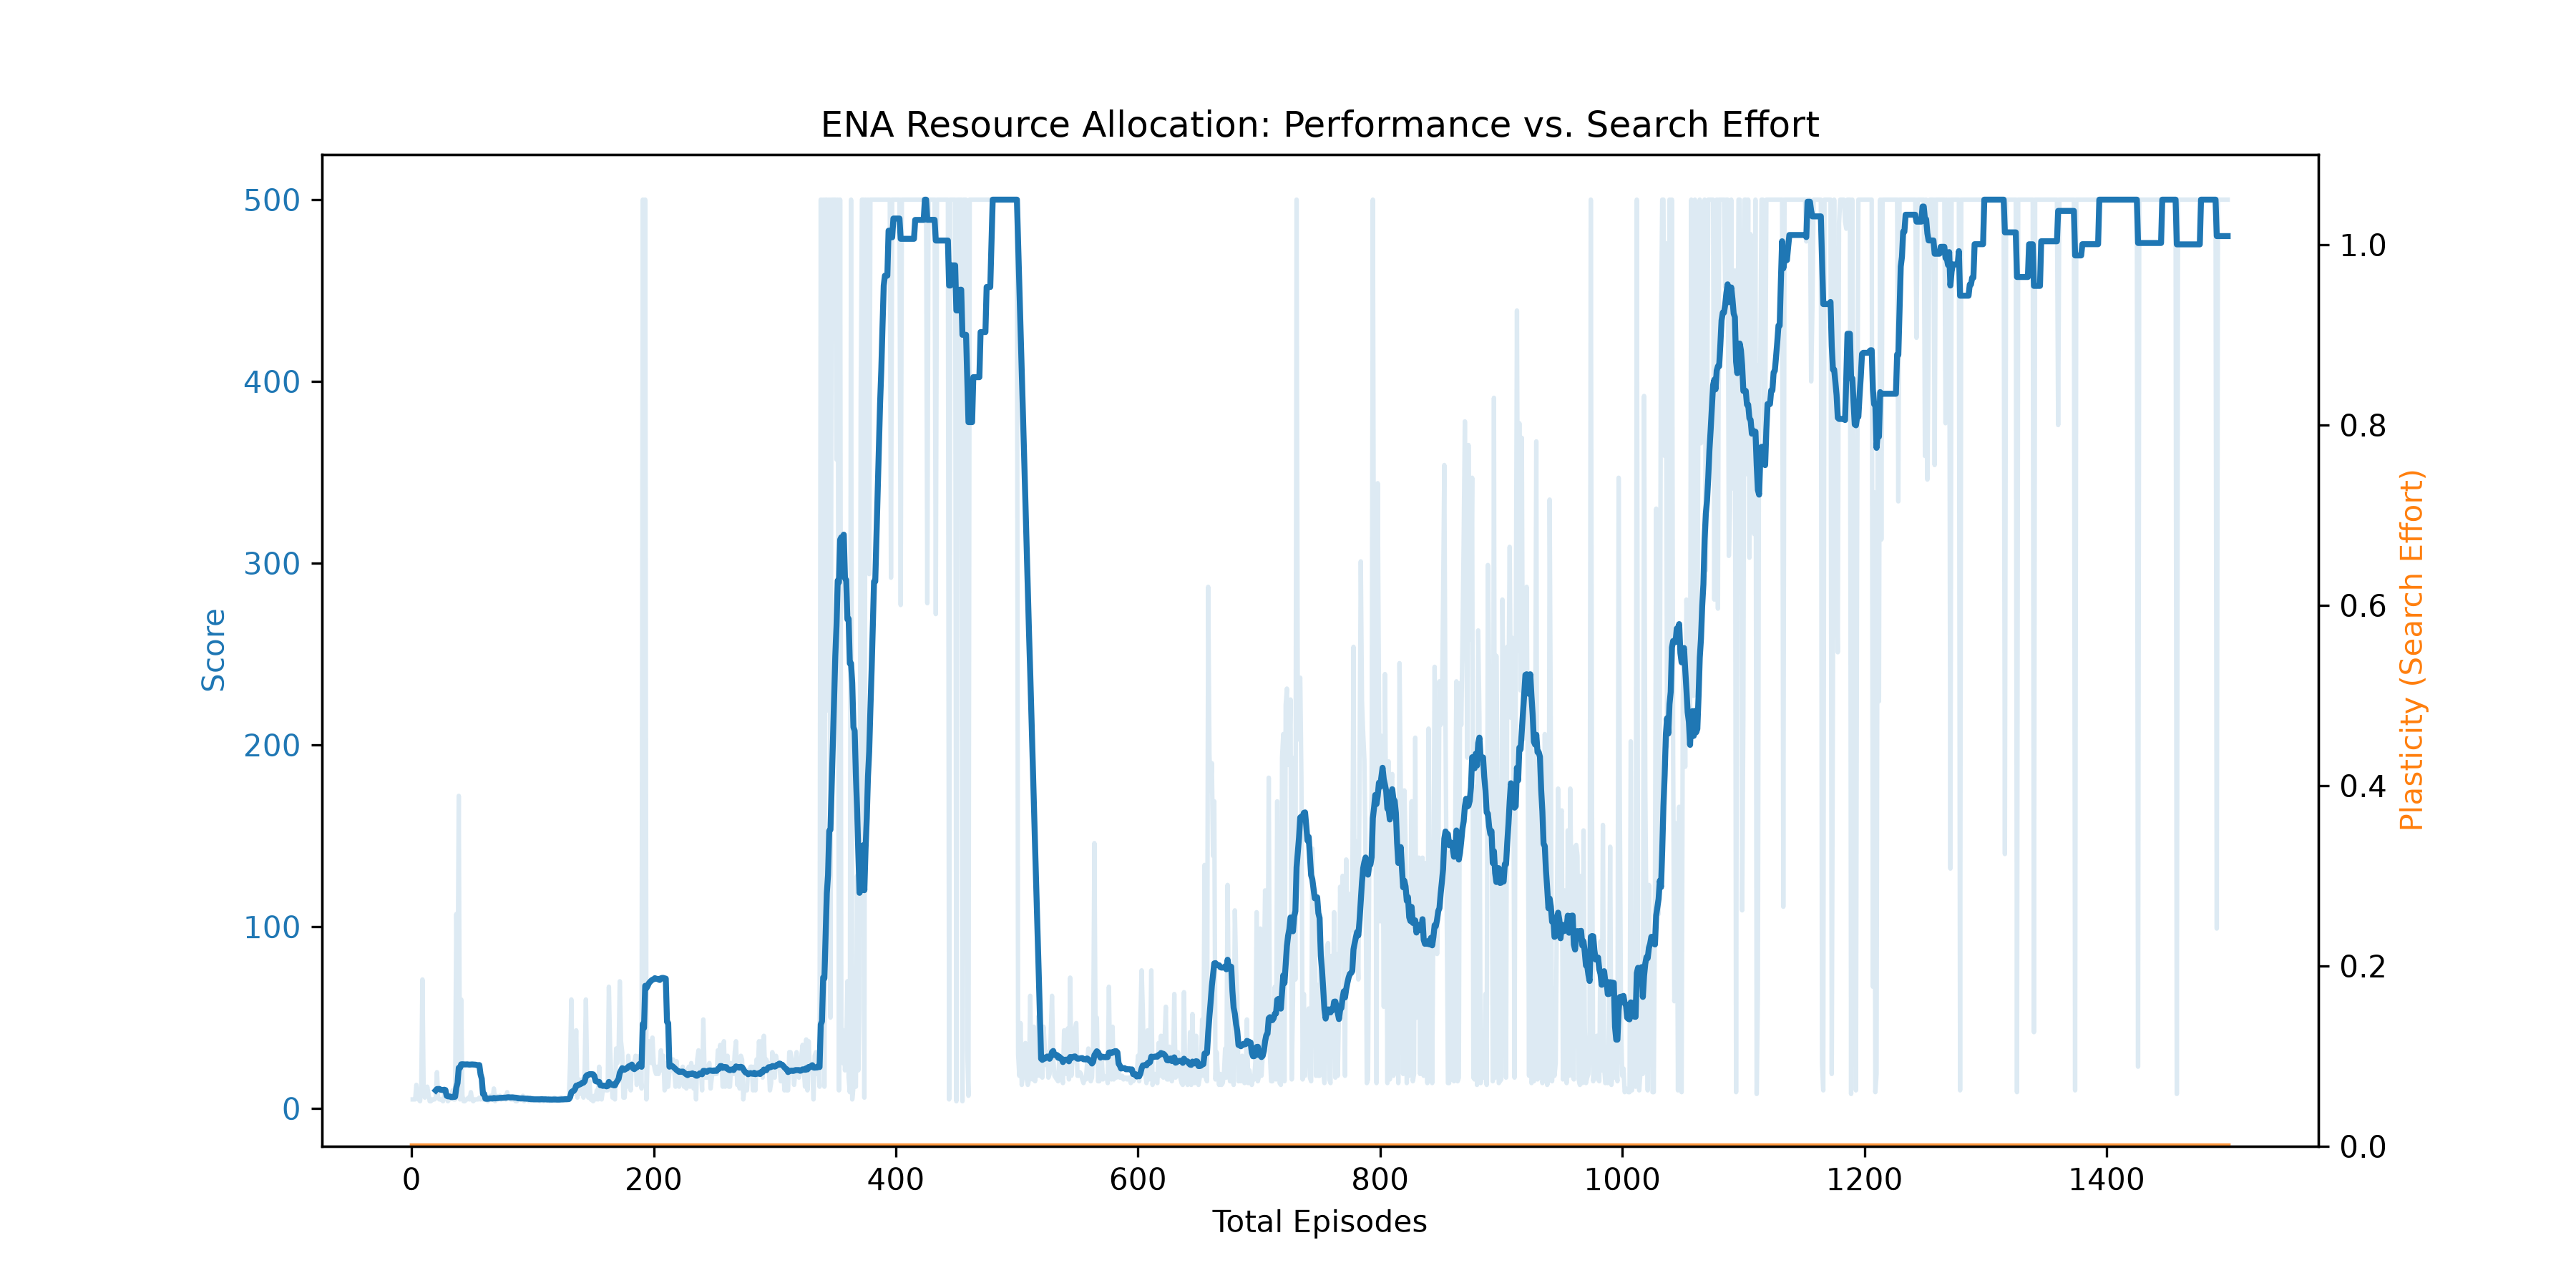 ENA Resource Allocation: Performance vs. Search Effort
500
400
300
200
100
0
Score
1.0
0.8
0.6
0.4
0.2
0.0
Plasticity (Search Effort)
0 200 400 600 800 1000 1200 1400
Total Episodes